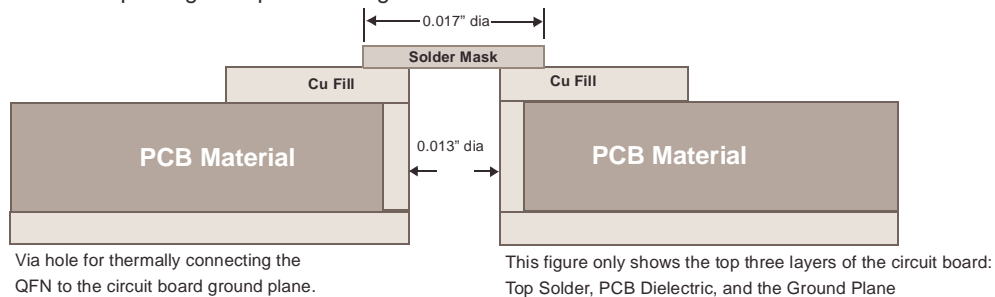 0.017” dia
Solder Mask
Cu Fill
Cu Fill
PCB Material
0.013” dia
PCB Material
Via hole for thermally connecting the
QFN to the circuit board ground plane.
This figure only shows the top three layers of the circuit board:
Top Solder, PCB Dielectric, and the Ground Plane